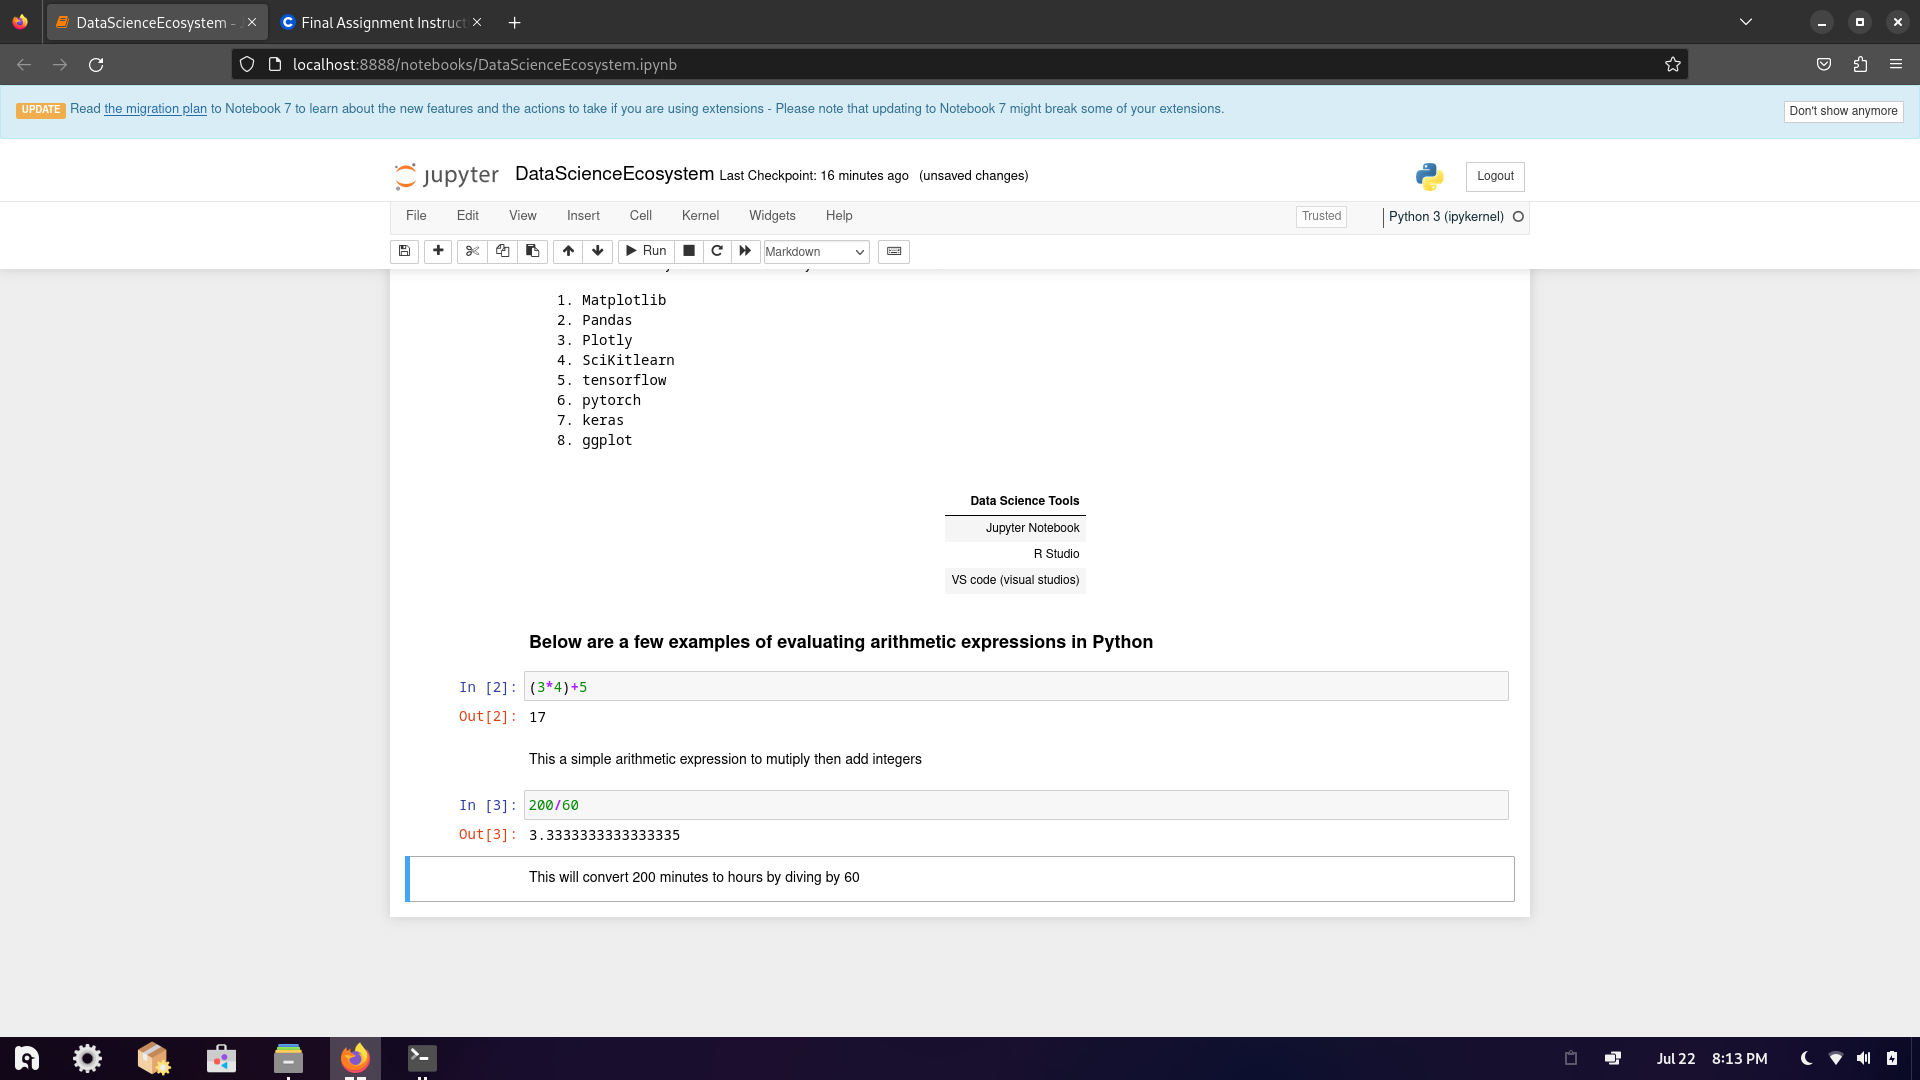 DataScienceEcosystem -
Final Assignment Instruct
localhost:8888/notebooks/DataScienceEcosystem.ipynb
UPDATE Read the migration plan to Notebook 7 to learn about the new features and the actions to take if you are using extensions - Please note that updating to Notebook 7 might break some of your extensions.
Don't show anymore
jupyter DataScienceEcosystem Last Checkpoint: 16 minutes ago (unsaved changes)
Logout
File Edit View Insert Cell Kernel Widgets Help
Trusted
Python 3 (ipykernel)
Run
Markdown
1. Matplotlib
2. Pandas
3. Plotly
4. SciKitlearn
5. tensorflow
6. pytorch
7. keras
8. ggplot
Data Science Tools
Jupyter Notebook
R Studio
VS code (visual studios)
Below are a few examples of evaluating arithmetic expressions in Python
In [2]: (3*4)+5
Out[2]: 17
This a simple arithmetic expression to mutiply then add integers
In [3]: 200/60
Out[3]: 3.3333333333333335
This will convert 200 minutes to hours by diving by 60
Jul 22 8:13 PM